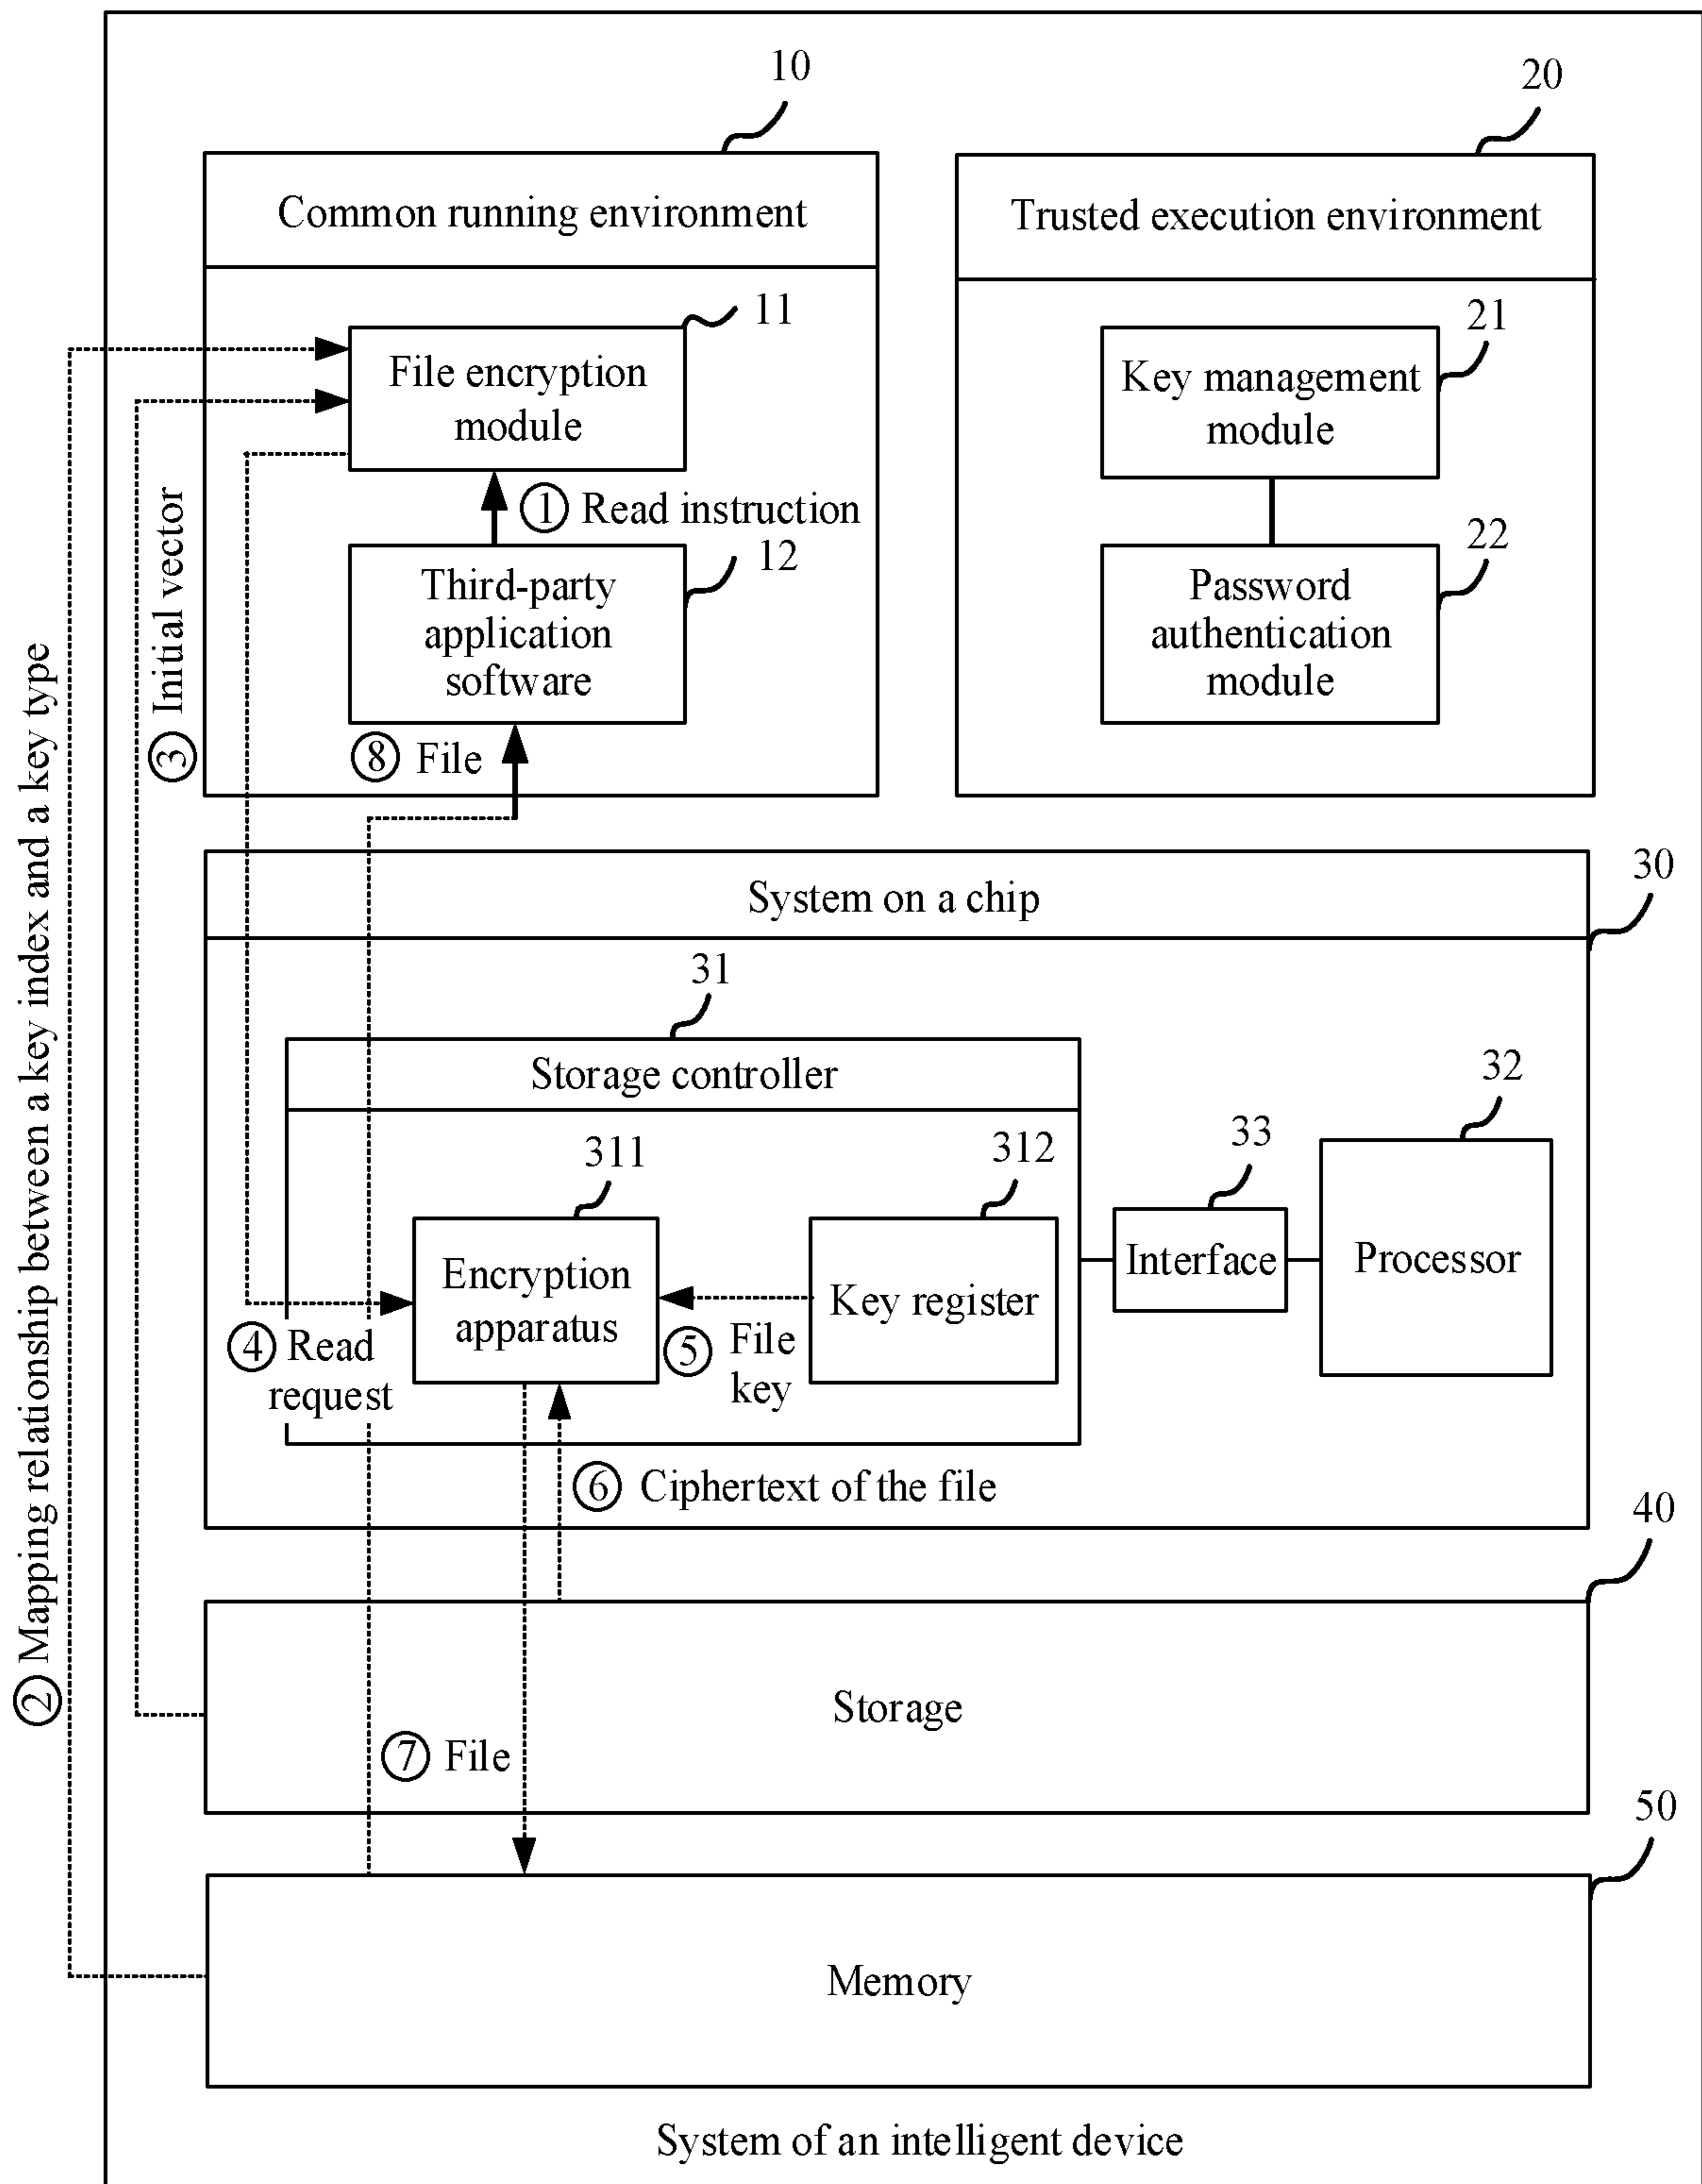 10
20
Common running environment
Trusted execution environment
11
21
File encryption
module
Key management
module
① Read instruction
12
22
Third-party
application
software
Password
authentication
module
⑧ File
③ Initial vector
② Mapping relationship between a key index and a key type
30
System on a chip
31
Storage controller
32
33
311
312
Encryption
apparatus
Key register
Interface
Processor
④ Read
request
⑤ File
key
⑥ Ciphertext of the file
40
Storage
⑦ File
50
Memory
System of an intelligent device